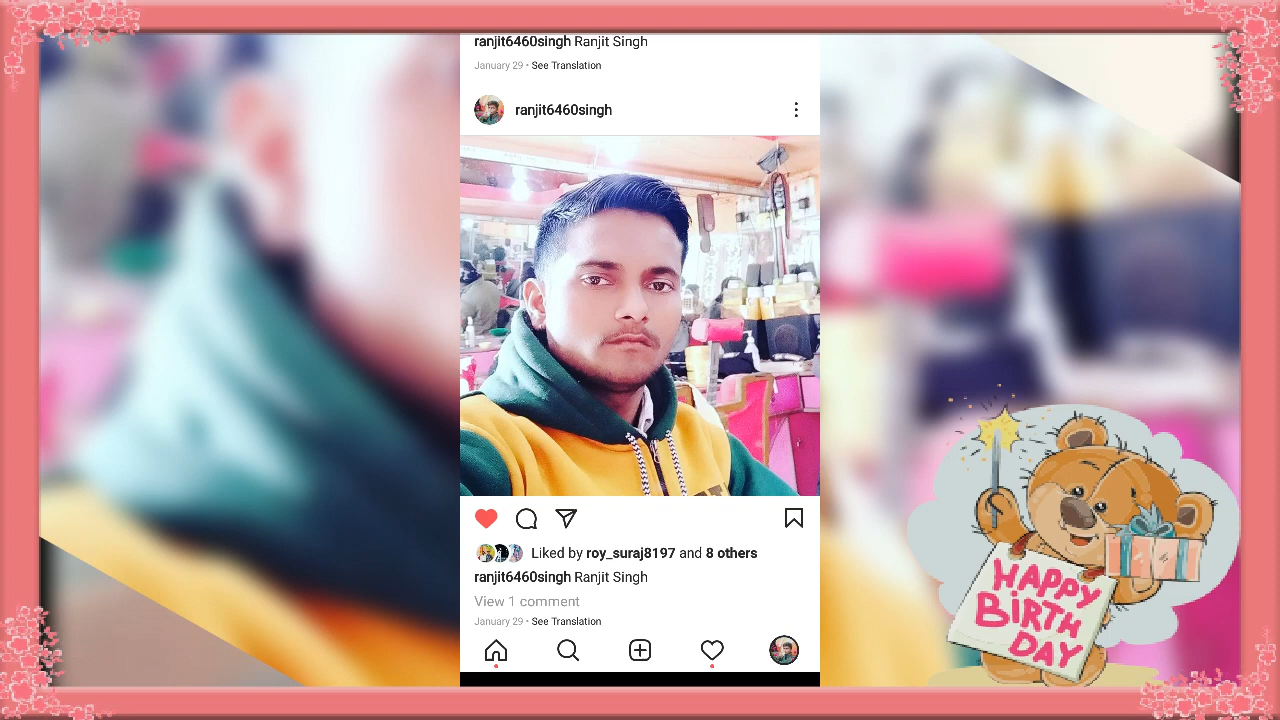 ranjit6460singh Ranjit Singh
January 29 • See Translation
ranjit6460singh
Liked by roy_suraj8197 and 8 others
ranjit6460singh Ranjit Singh
View 1 comment
January 29 • See Translation
HAPPY
BiRTH
DAY